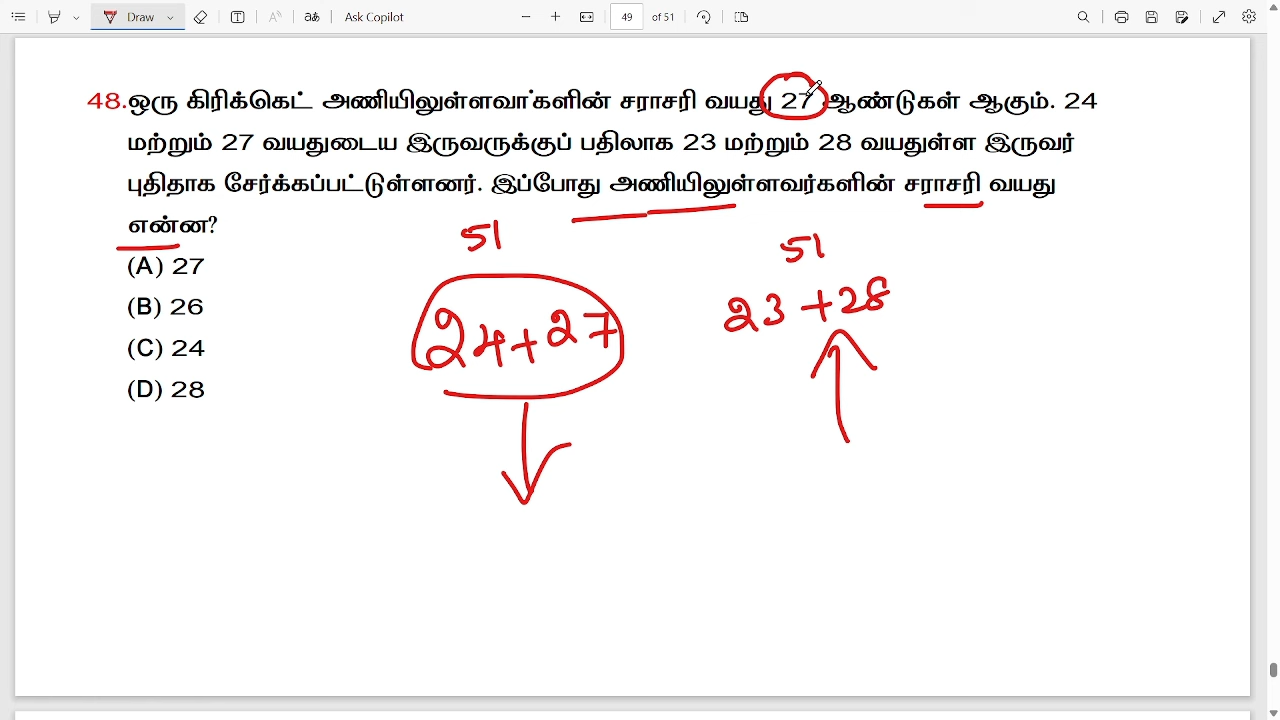 Draw
Ask Copilot
49 of 51
48.ஒரு கிரிக்கெட் அணியிலுள்ளவர்களின் சராசரி வயது 27 ஆண்டுகள் ஆகும். 24
மற்றும் 27 வயதுடைய இருவருக்குப் பதிலாக 23 மற்றும் 28 வயதுள்ள இருவர்
புதிதாக சேர்க்கப்பட்டுள்ளனர். இப்போது அணியிலுள்ளவர்களின் சராசரி வயது
என்ன?
51
51
(A) 27
(B) 26
(C) 24
(D) 28
24+27
23+28